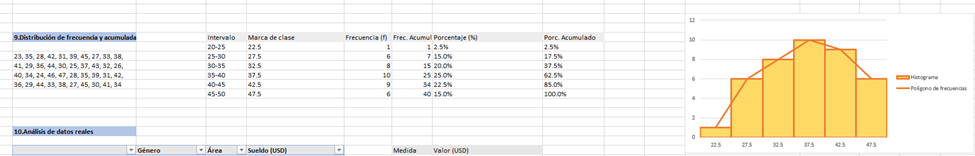 9.Distribución de frecuencia y acumulada
Intervalo Marca de clase Frecuencia (f) Frec. Acumul Porcentaje (%) Porc. Acumulado
20-25 22.5 1 1 2.5% 2.5%
23, 35, 28, 42, 31, 39, 45, 27, 33, 38, 25-30 27.5 6 7 15.0% 17.5%
41, 29, 36, 44, 30, 25, 37, 43, 32, 26, 30-35 32.5 8 15 20.0% 37.5%
40, 34, 24, 46, 47, 28, 35, 39, 31, 42, 35-40 37.5 10 25 25.0% 62.5%
36, 29, 44, 33, 38, 27, 45, 30, 41, 34 40-45 42.5 9 34 22.5% 85.0%
45-50 47.5 6 40 15.0% 100.0%
10.Análisis de datos reales
Género Área Sueldo (USD) Medida Valor (USD)
12
10
8
6
4
2
0
22.5 27.5 32.5 37.5 42.5 47.5
Histograma
Polígono de frecuencias